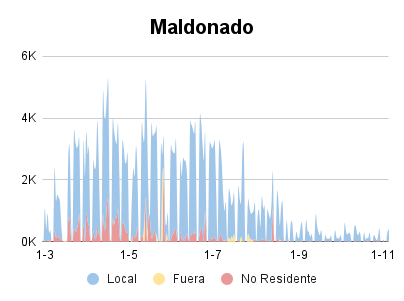 Maldonado
6K
4K
2K
0K
1-3 1-5 1-7 1-9 1-11
Local Fuera No Residente